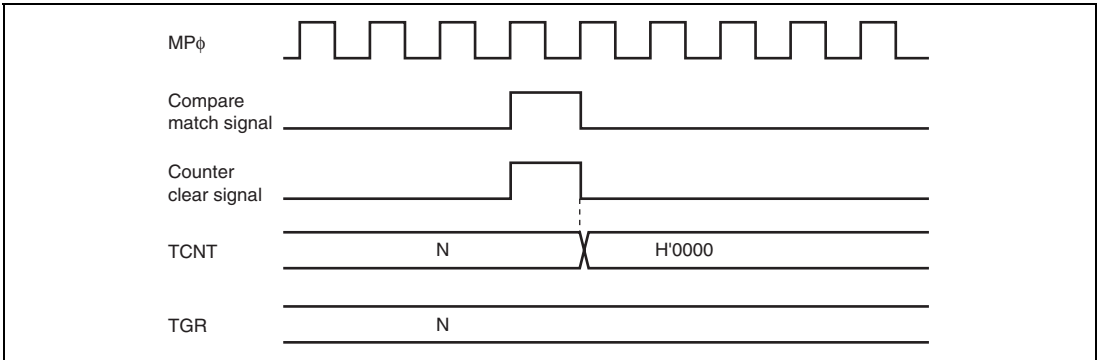 MPϕ
Compare
match signal
Counter
clear signal
TCNT
N
H'0000
TGR
N